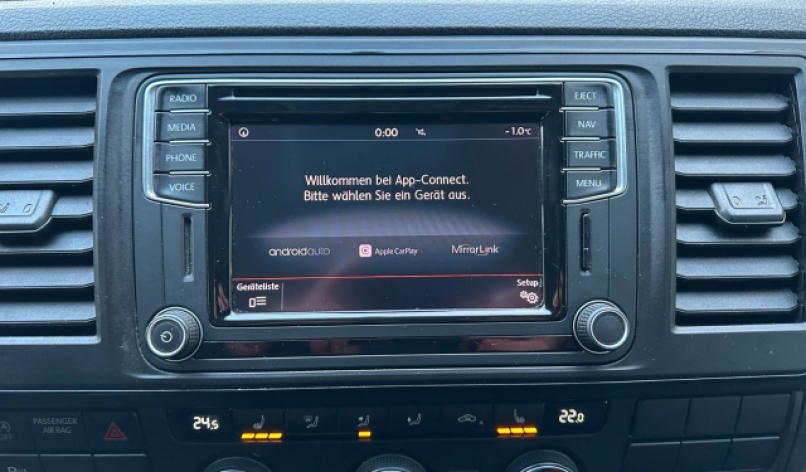 RADIO
EJECT
MEDIA
NAV
PHONE
TRAFFIC
VOICE
MENU
0:00
-1.0°C
Willkommen bei App-Connect.
Bitte wählen Sie ein Gerät aus.
androidauto
Apple CarPlay
MirrorLink
Geräteliste
Setup
24.5
22.0
PASSENGER
AIR BAG
OFF